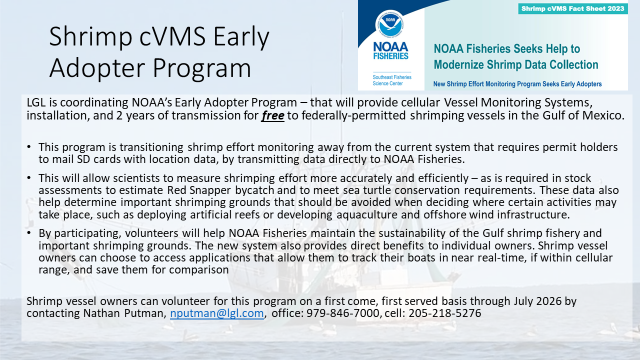 Shrimp cVMS Early
Adopter Program
Shrimp cVMS Fact Sheet 2023
NOAA
FISHERIES
Southeast Fisheries
Science Center
NOAA Fisheries Seeks Help to
Modernize Shrimp Data Collection
New Shrimp Effort Monitoring Program Seeks Early Adopters
LGL is coordinating NOAA's Early Adopter Program – that will provide cellular Vessel Monitoring Systems,
installation, and 2 years of transmission for free to federally-permitted shrimping vessels in the Gulf of Mexico.
• This program is transitioning shrimp effort monitoring away from the current system that requires permit holders
to mail SD cards with location data, by transmitting data directly to NOAA Fisheries.
• This will allow scientists to measure shrimping effort more accurately and efficiently – as is required in stock
assessments to estimate Red Snapper bycatch and to meet sea turtle conservation requirements. These data also
help determine important shrimping grounds that should be avoided when deciding where certain activities may
take place, such as deploying artificial reefs or developing aquaculture and offshore wind infrastructure.
• By participating, volunteers will help NOAA Fisheries maintain the sustainability of the Gulf shrimp fishery and
important shrimping grounds. The new system also provides direct benefits to individual owners. Shrimp vessel
owners can choose to access applications that allow them to track their boats in near real-time, if within cellular
range, and save them for comparison
Shrimp vessel owners can volunteer for this program on a first come, first served basis through July 2026 by
contacting Nathan Putman, nputman@lgl.com, office: 979-846-7000, cell: 205-218-5276